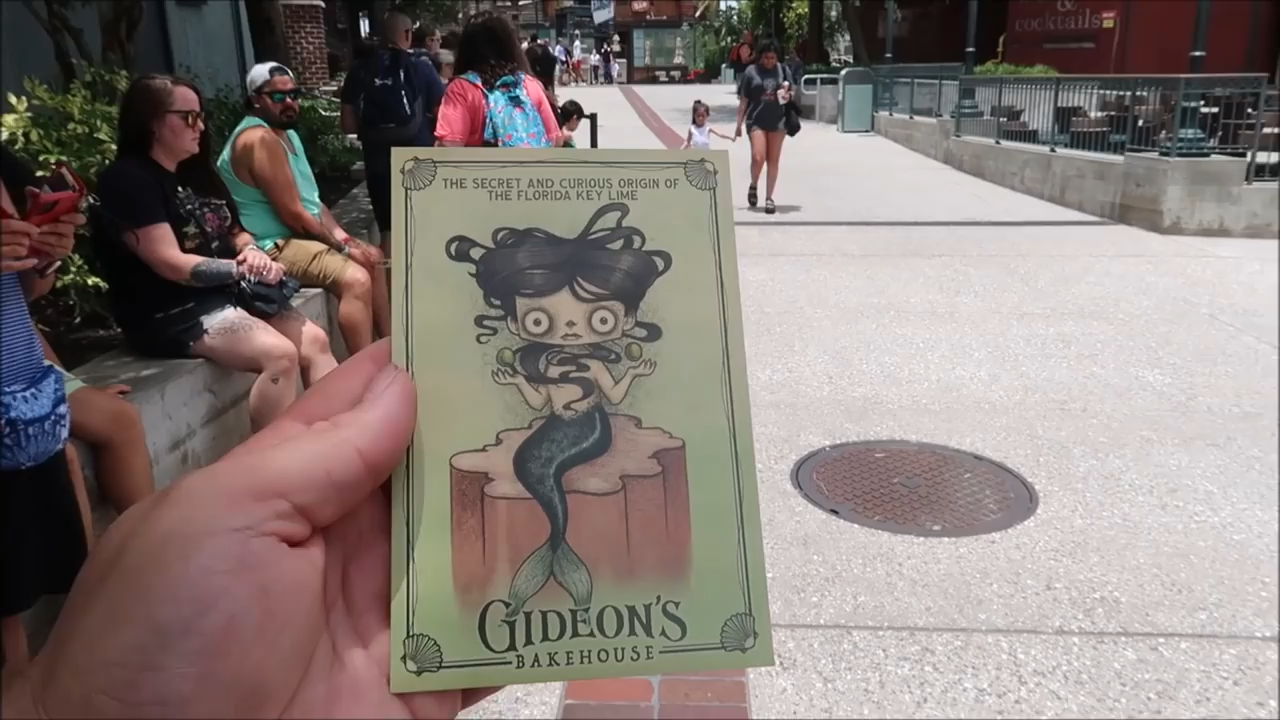 & 
cocktails
THE SECRET AND CURIOUS ORIGIN OF
THE FLORIDA KEY LIME
GIDEON'S
BAKEHOUSE